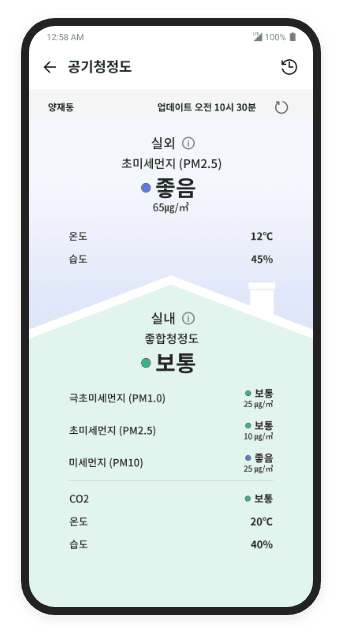 12:58 AM 100%
공기청정도
양재동 업데이트 오전 10시 30분
실외
초미세먼지 (PM2.5)
좋음
65μg/㎥
온도 12℃
습도 45%
실내
종합청정도
보통
극초미세먼지 (PM1.0) 보통
25 μg/㎥
초미세먼지 (PM2.5) 보통
10 μg/㎥
미세먼지 (PM10) 좋음
25 μg/㎥
CO2 보통
온도 20℃
습도 40%